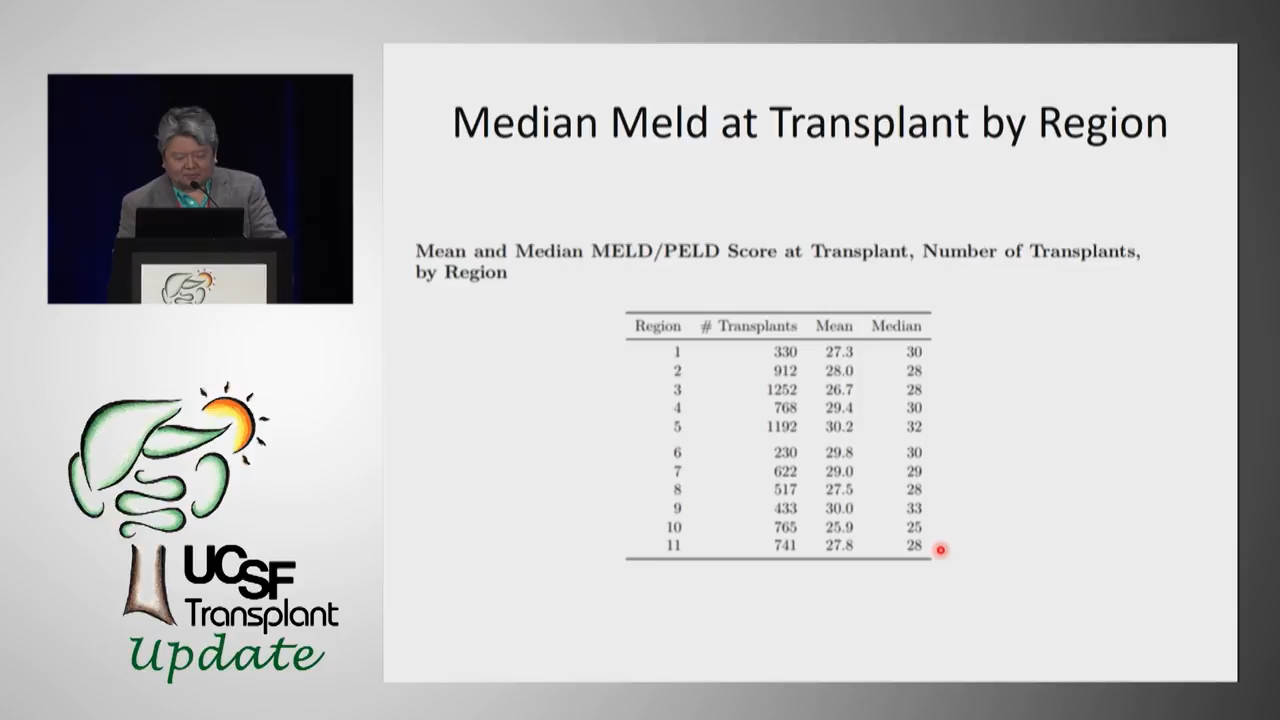 Median Meld at Transplant by Region
Mean and Median MELD/PELD Score at Transplant, Number of Transplants,
by Region
Region # Transplants Mean Median
1 330 27.3 30
2 912 28.0 28
3 1252 26.7 28
4 768 29.4 30
5 1192 30.2 32
6 230 29.8 30
7 622 29.0 29
8 517 27.5 28
9 433 30.0 33
10 765 25.9 25
11 741 27.8 28
UCSF
Transplant
Update